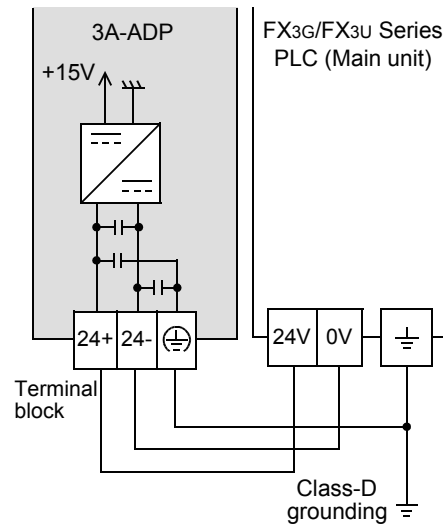 3A-ADP
FX3G/FX3U Series
PLC (Main unit)
+15V
24+ 24-
24V 0V
Terminal
block
Class-D
grounding